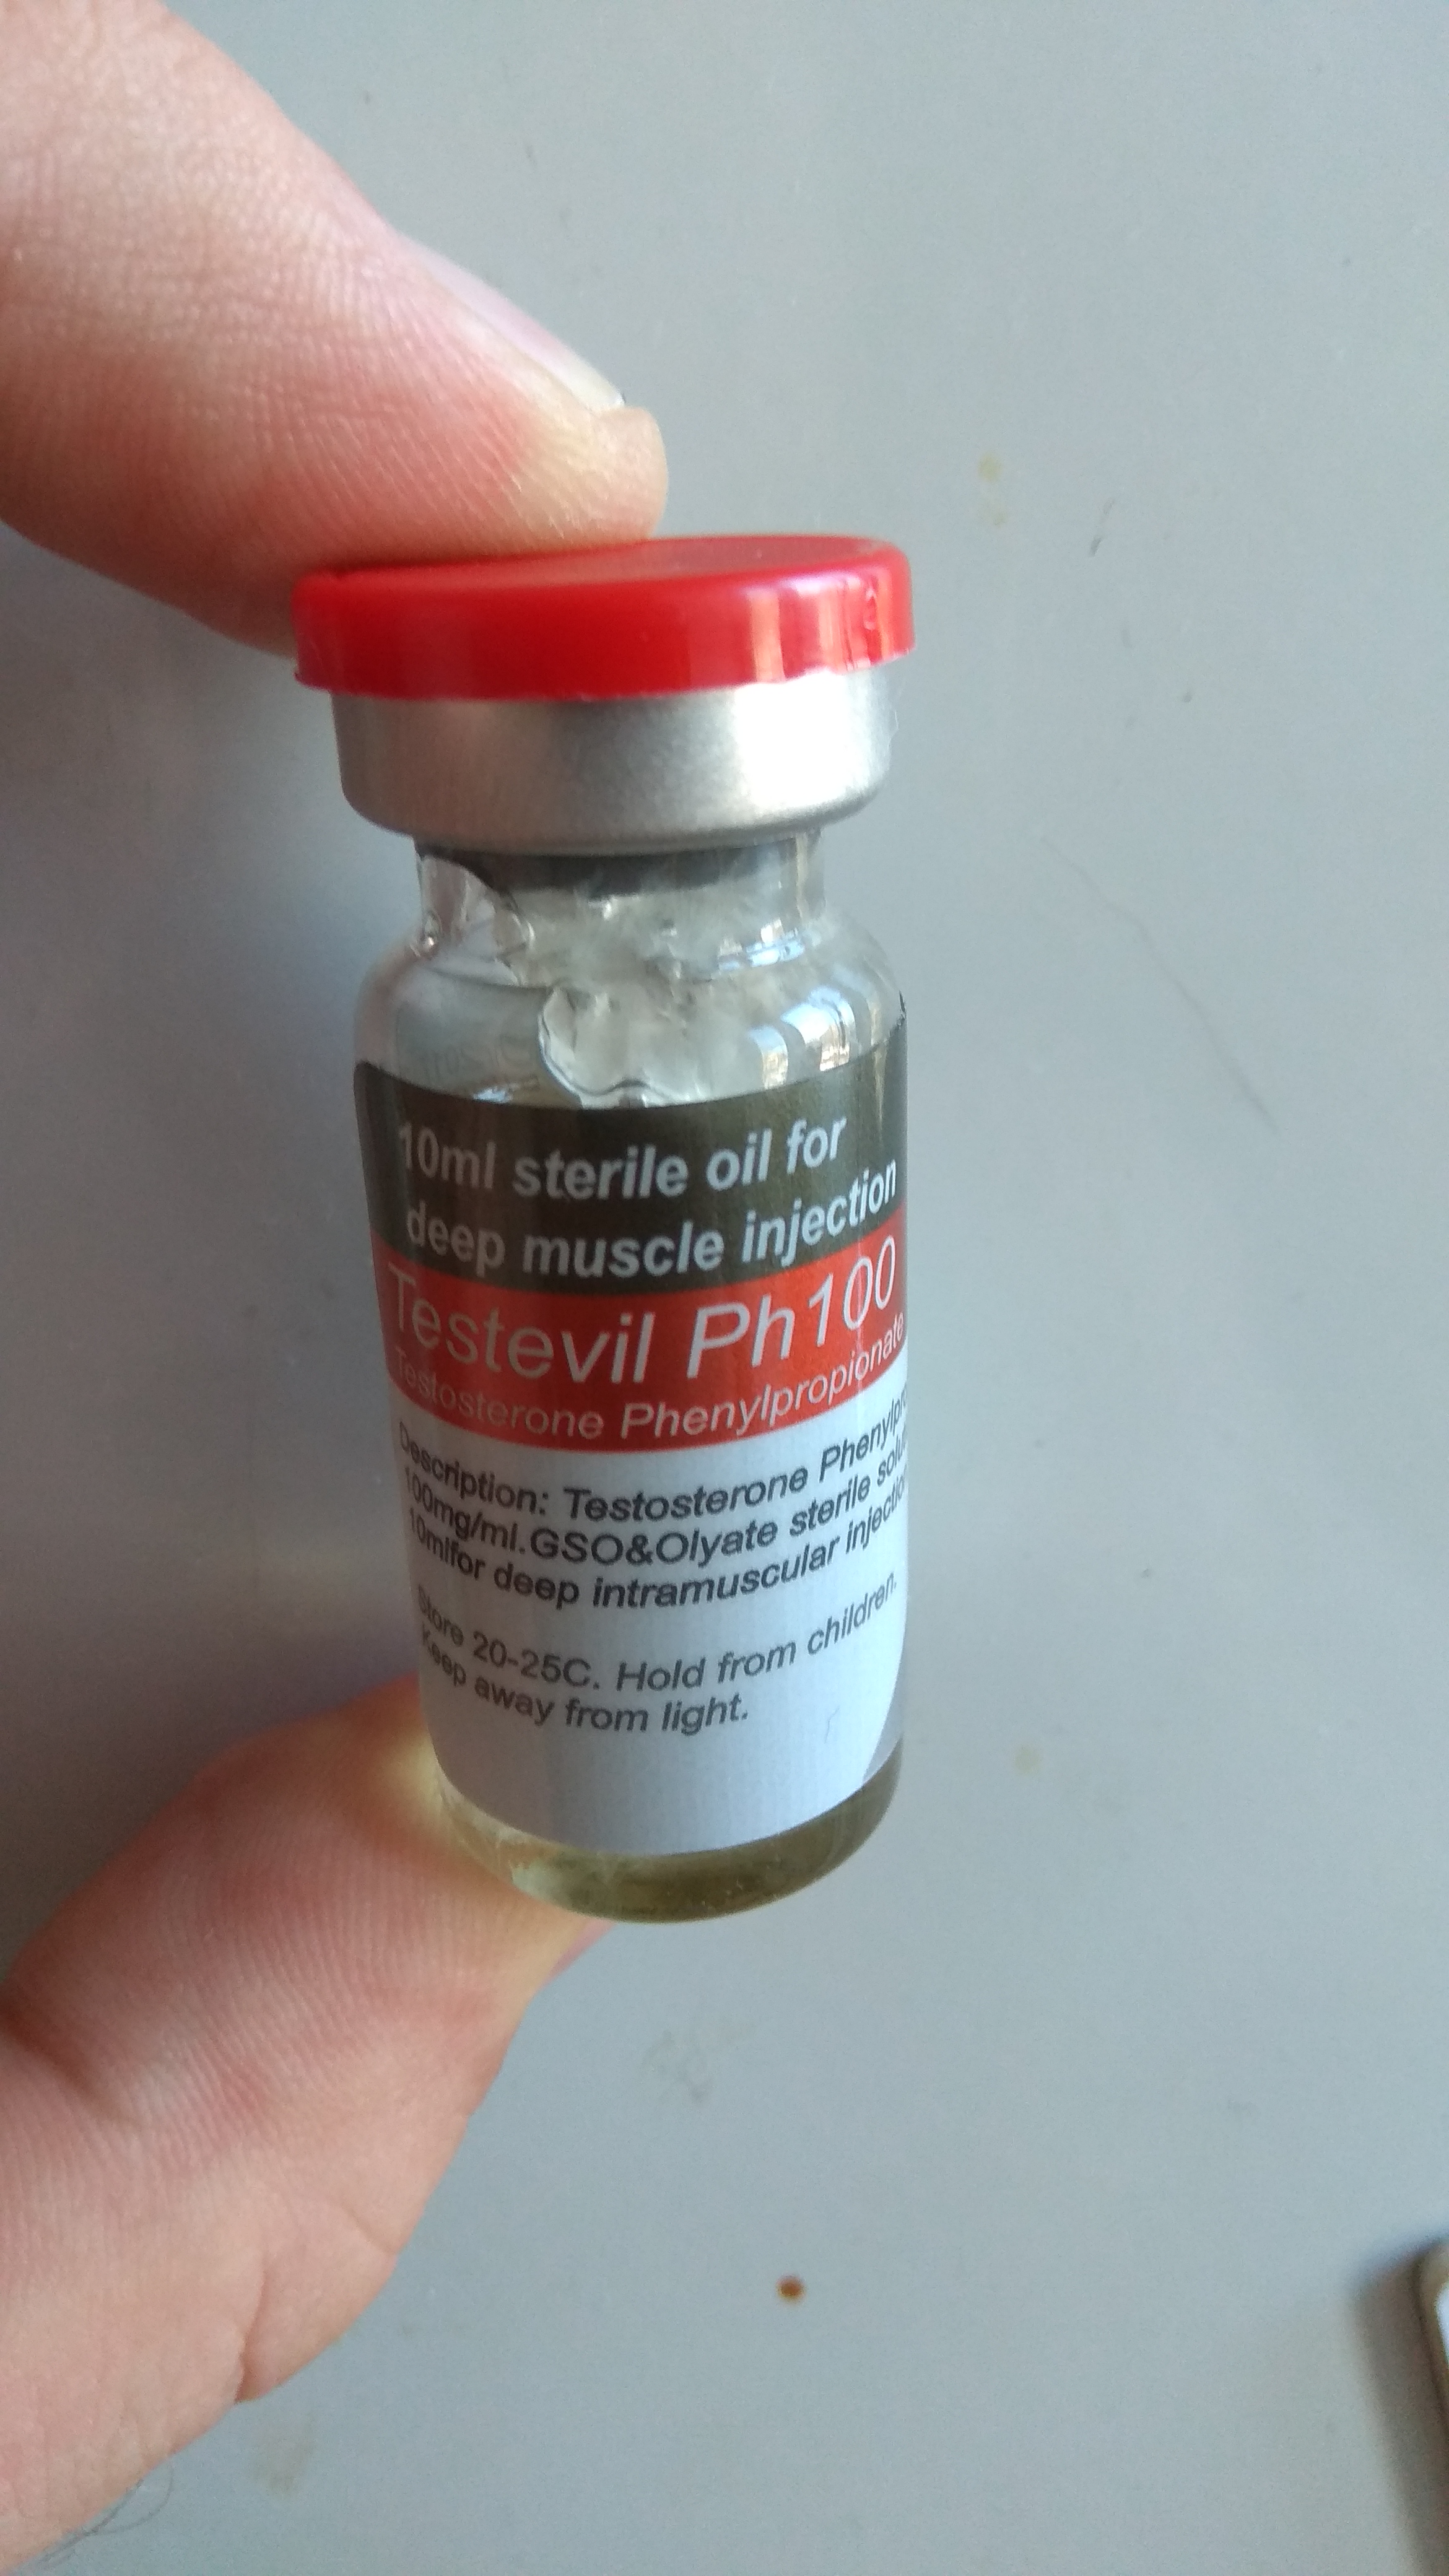 10ml sterile oil for
deep muscle injection
Testevil Ph100
Testosterone Phenylpropionate
Description: Testosterone Phenylpro
100mg/ml.GSO&Olyate sterile solu
10mlfor deep intramuscular injectio
Store 20-25C. Hold from children.
Keep away from light.